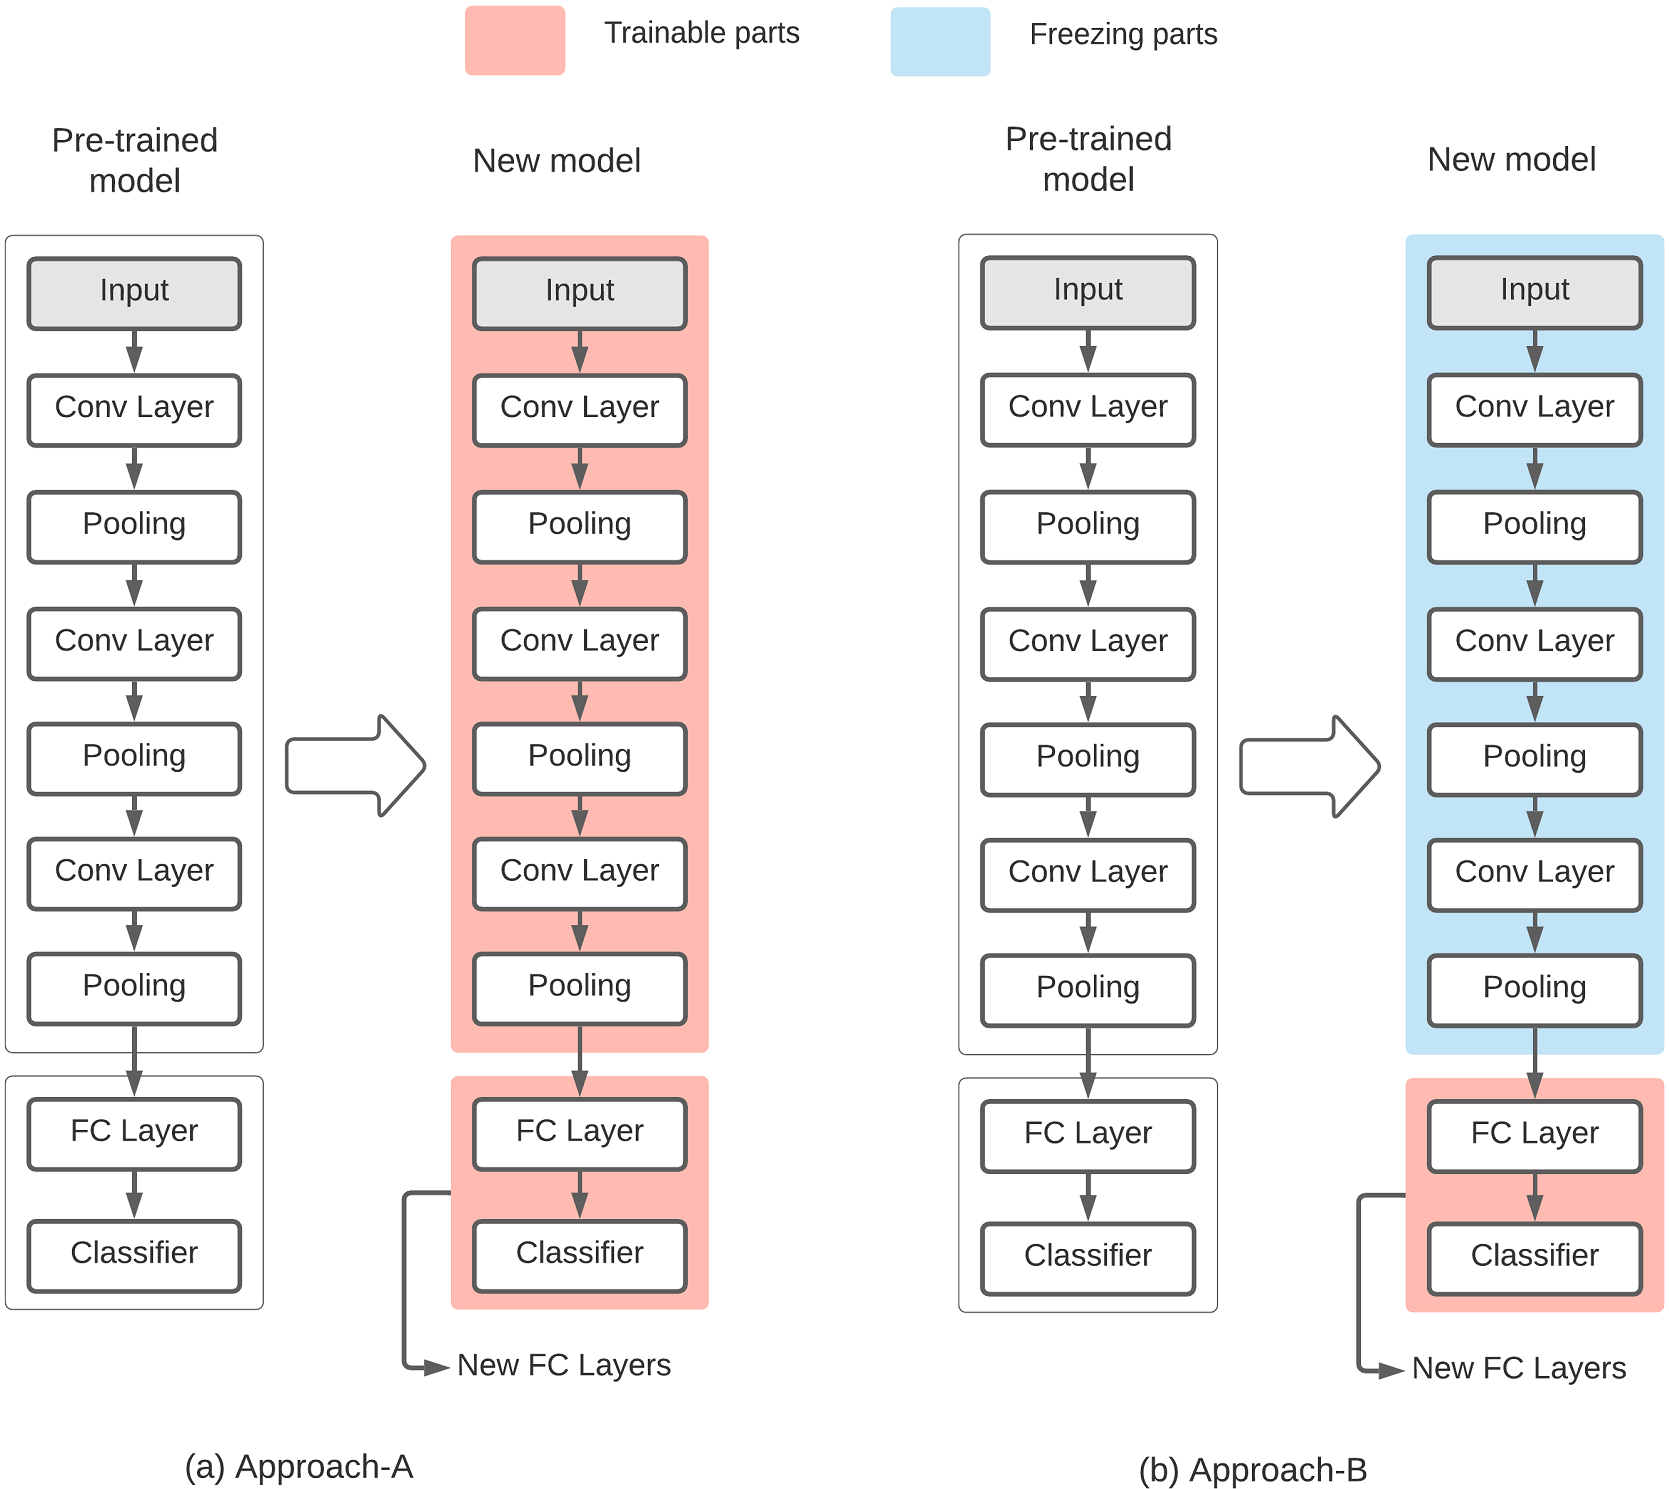 Trainable parts
Freezing parts
Pre-trained
model
New model
Input
Conv Layer
Pooling
Conv Layer
Pooling
Conv Layer
Pooling
FC Layer
Classifier
Input
Conv Layer
Pooling
Conv Layer
Pooling
Conv Layer
Pooling
FC Layer
Classifier
New FC Layers
(a) Approach-A
Pre-trained
model
New model
Input
Conv Layer
Pooling
Conv Layer
Pooling
Conv Layer
Pooling
FC Layer
Classifier
Input
Conv Layer
Pooling
Conv Layer
Pooling
Conv Layer
Pooling
FC Layer
Classifier
New FC Layers
(b) Approach-B